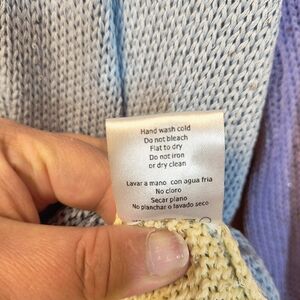 Hand wash cold
Do not bleach
Flat to dry
Do not iron
or dry clean
Lavar a mano con agua fria
No cloro
Secar plano
No planchar o lavado seco